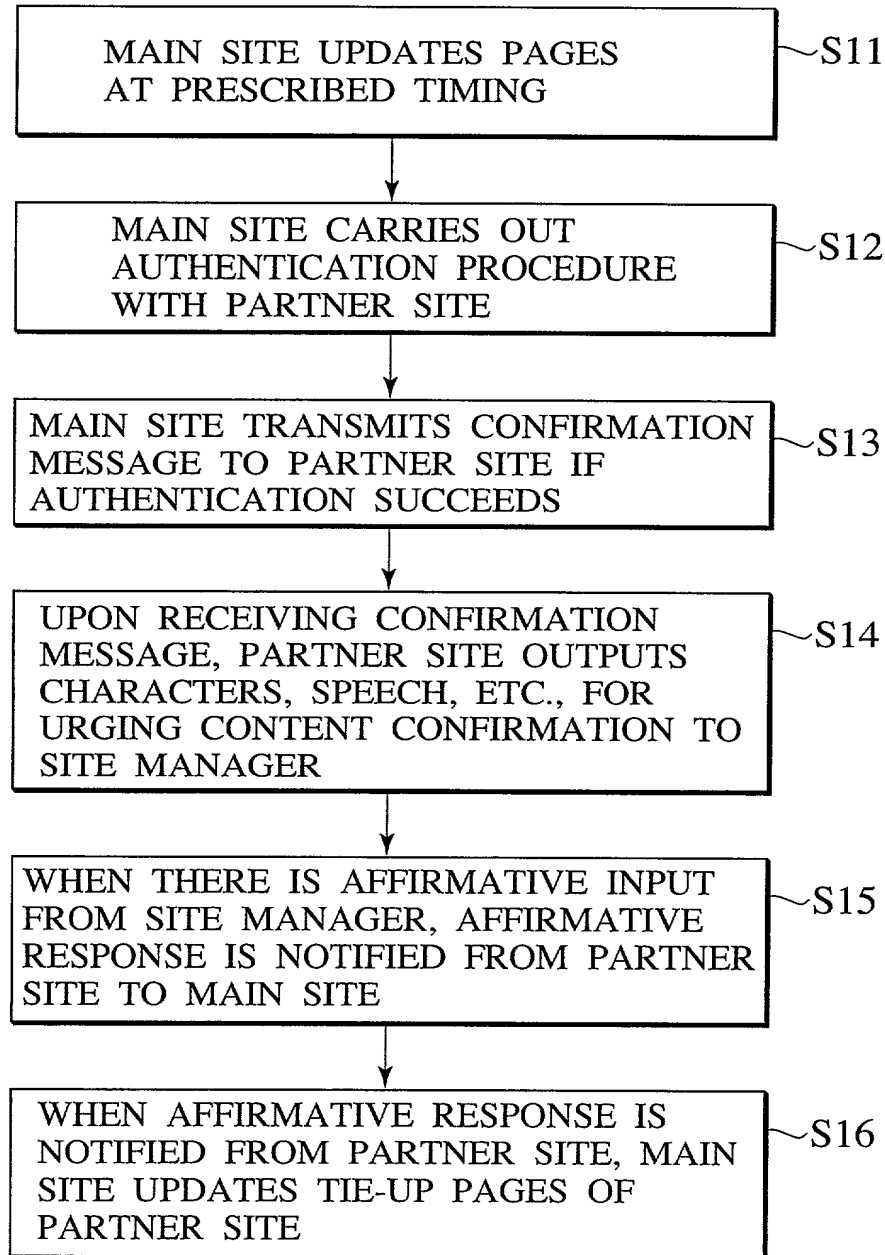 MAIN SITE UPDATES PAGES
AT PRESCRIBED TIMING
S11
MAIN SITE CARRIES OUT
AUTHENTICATION PROCEDURE
WITH PARTNER SITE
S12
MAIN SITE TRANSMITS CONFIRMATION
MESSAGE TO PARTNER SITE IF
AUTHENTICATION SUCCEEDS
S13
UPON RECEIVING CONFIRMATION
MESSAGE, PARTNER SITE OUTPUTS
CHARACTERS, SPEECH, ETC., FOR
URGING CONTENT CONFIRMATION TO
SITE MANAGER
S14
WHEN THERE IS AFFIRMATIVE INPUT
FROM SITE MANAGER, AFFIRMATIVE
RESPONSE IS NOTIFIED FROM PARTNER
SITE TO MAIN SITE
S15
WHEN AFFIRMATIVE RESPONSE IS
NOTIFIED FROM PARTNER SITE, MAIN
SITE UPDATES TIE-UP PAGES OF
PARTNER SITE
S16